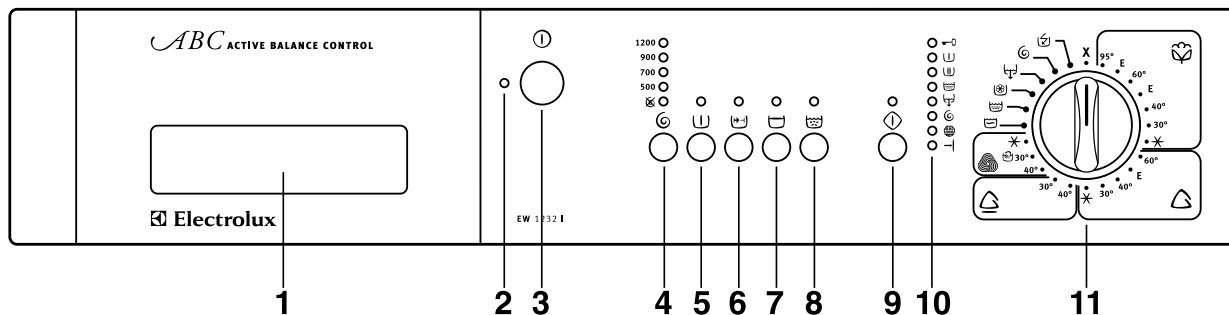 ABC ACTIVE BALANCE CONTROL
Electrolux
EW 1232 I
1200
900
700
500
X
95°
E
60°
E
40°
30°
60°
E
40°
30°
40°
30°
40°
30°
1 2 3 4 5 6 7 8 9 10 11